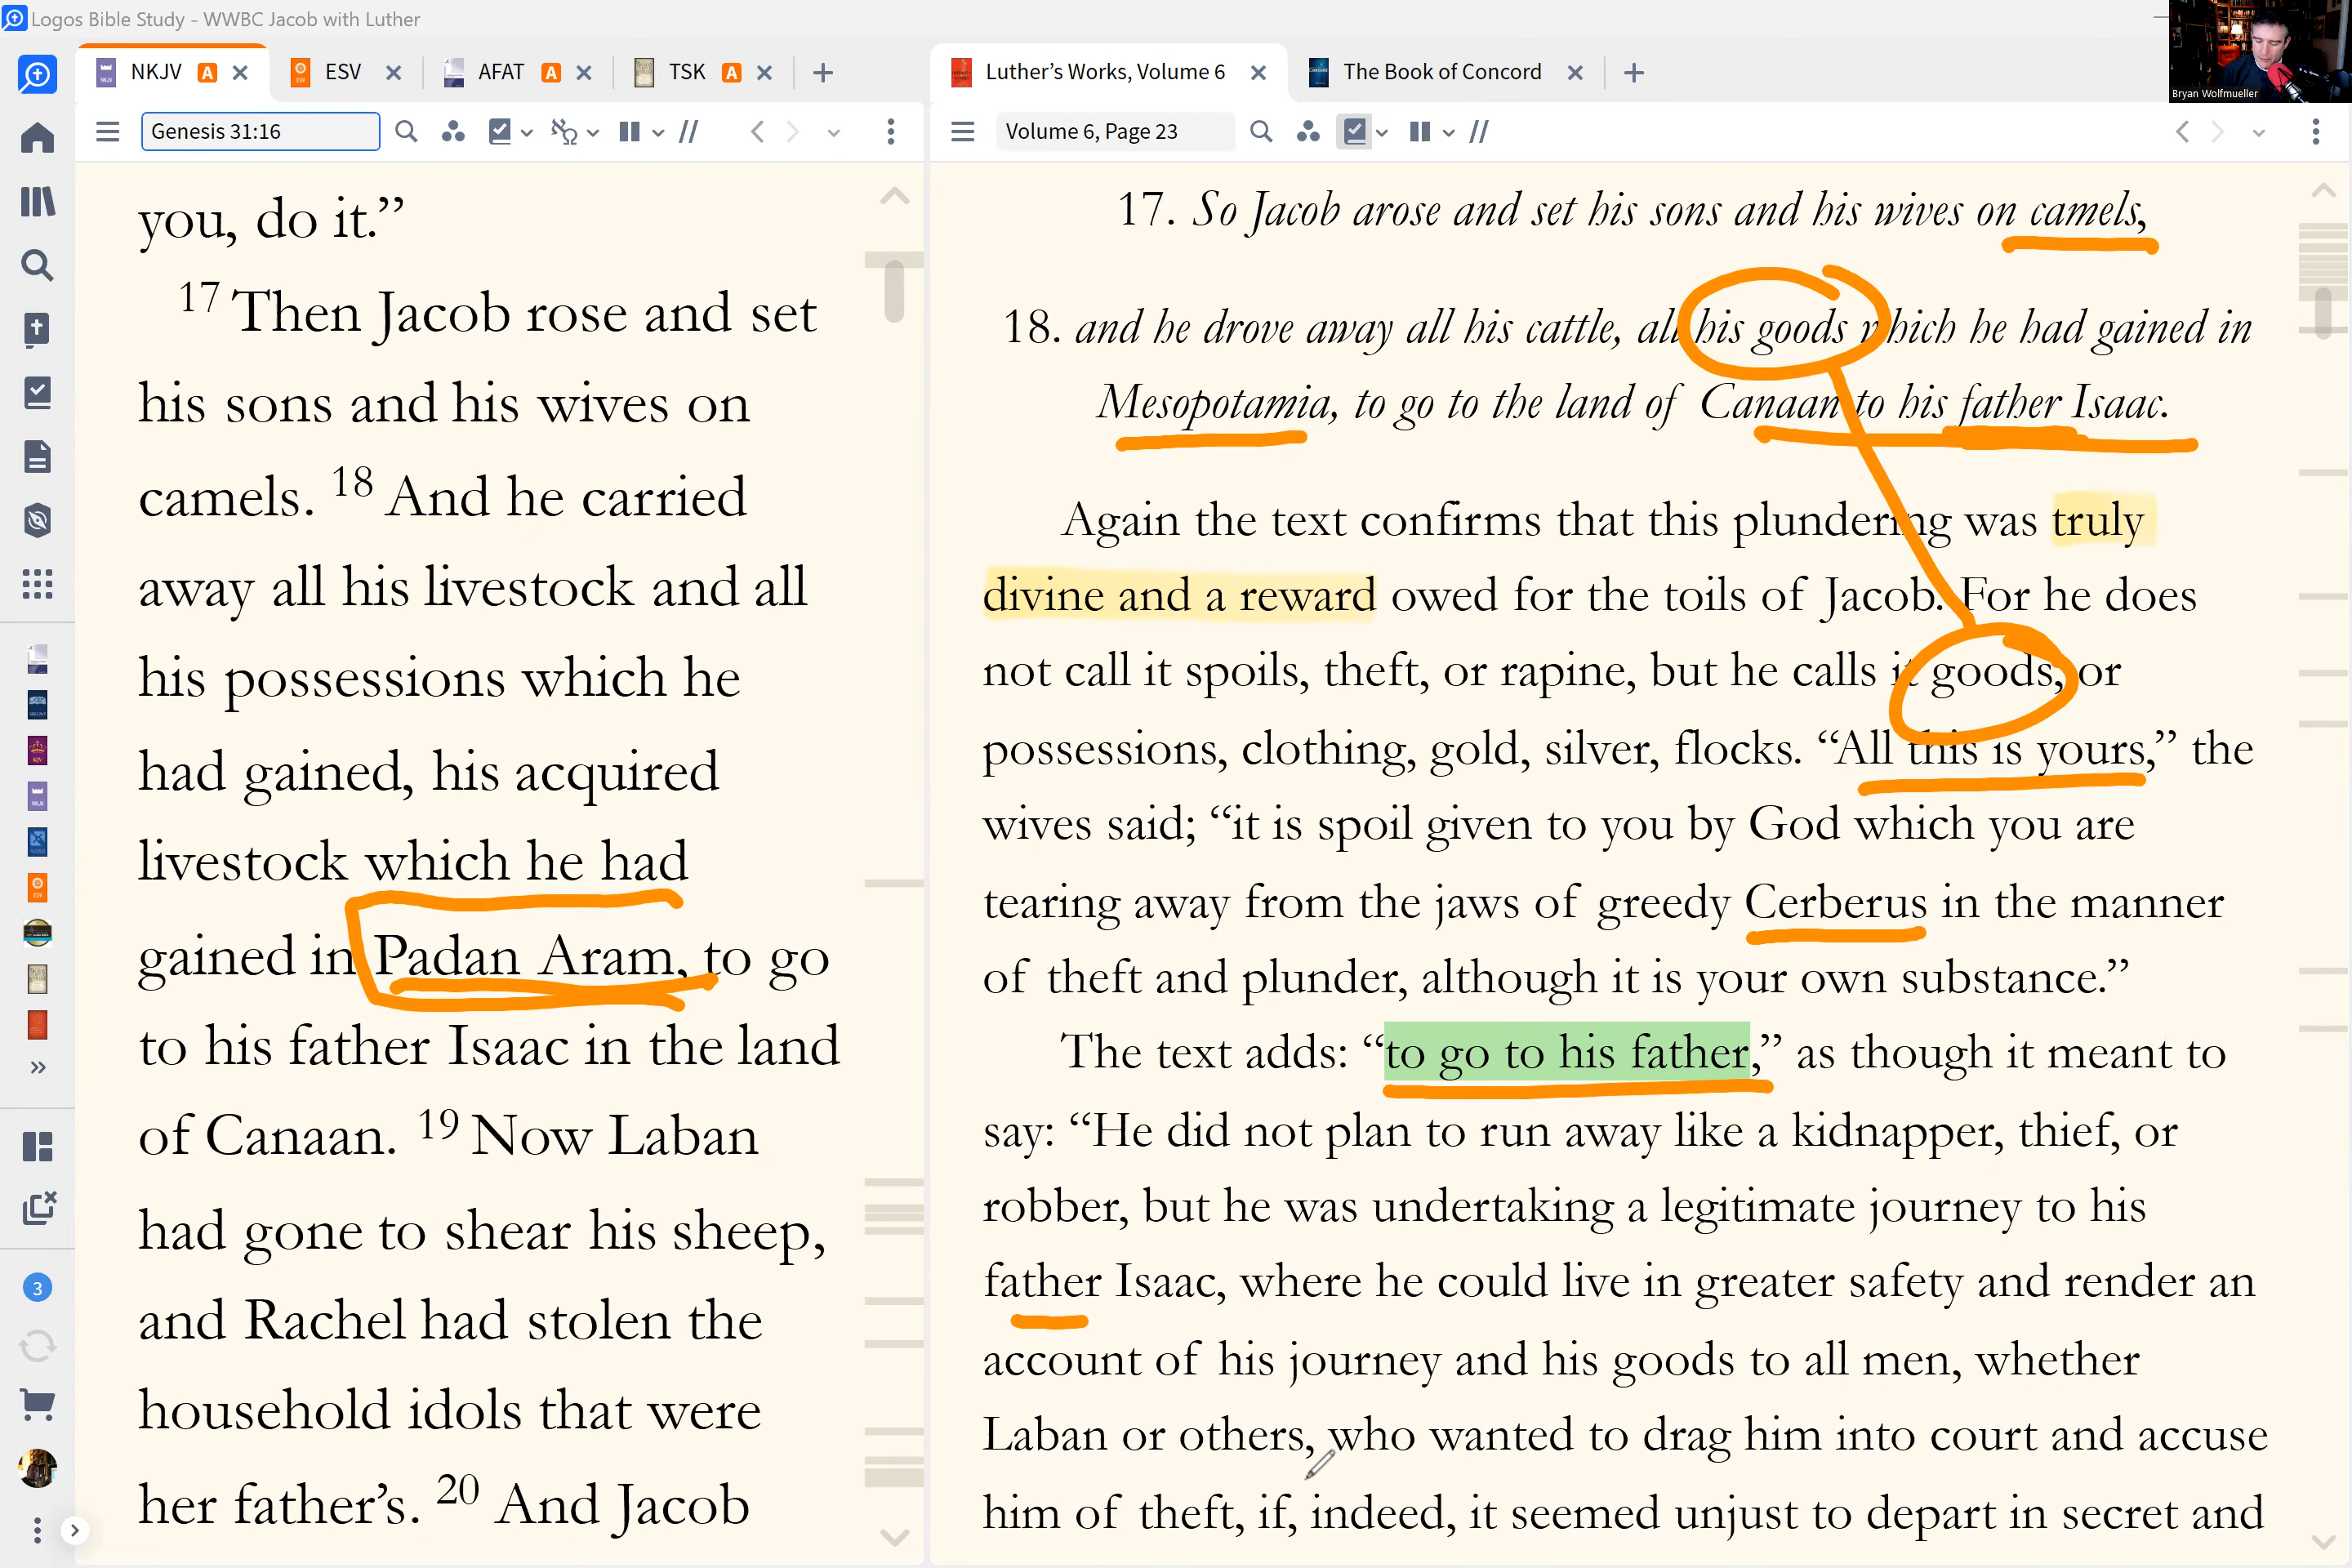 Logos Bible Study - WWBC Jacob with Luther
Bryan Wolfmueller
NKJV A
ESV
AFAT A
TSK A
Luther's Works, Volume 6
The Book of Concord
Genesis 31:16
Volume 6, Page 23
you, do it.”
17 Then Jacob rose and set
his sons and his wives on
camels. 18 And he carried
away all his livestock and all
his possessions which he
had gained, his acquired
livestock which he had
gained in Padan Aram, to go
to his father Isaac in the land
of Canaan. 19 Now Laban
had gone to shear his sheep,
and Rachel had stolen the
household idols that were
her father’s. 20 And Jacob
17. So Jacob arose and set his sons and his wives on camels,
18. and he drove away all his cattle, all his goods which he had gained in
Mesopotamia, to go to the land of Canaan to his father Isaac.
Again the text confirms that this plundering was truly
divine and a reward owed for the toils of Jacob. For he does
not call it spoils, theft, or rapine, but he calls it goods, or
possessions, clothing, gold, silver, flocks. “All this is yours,” the
wives said; “it is spoil given to you by God which you are
tearing away from the jaws of greedy Cerberus in the manner
of theft and plunder, although it is your own substance.”
The text adds: “to go to his father,” as though it meant to
say: “He did not plan to run away like a kidnapper, thief, or
robber, but he was undertaking a legitimate journey to his
father Isaac, where he could live in greater safety and render an
account of his journey and his goods to all men, whether
Laban or others, who wanted to drag him into court and accuse
him of theft, if, indeed, it seemed unjust to depart in secret and
3